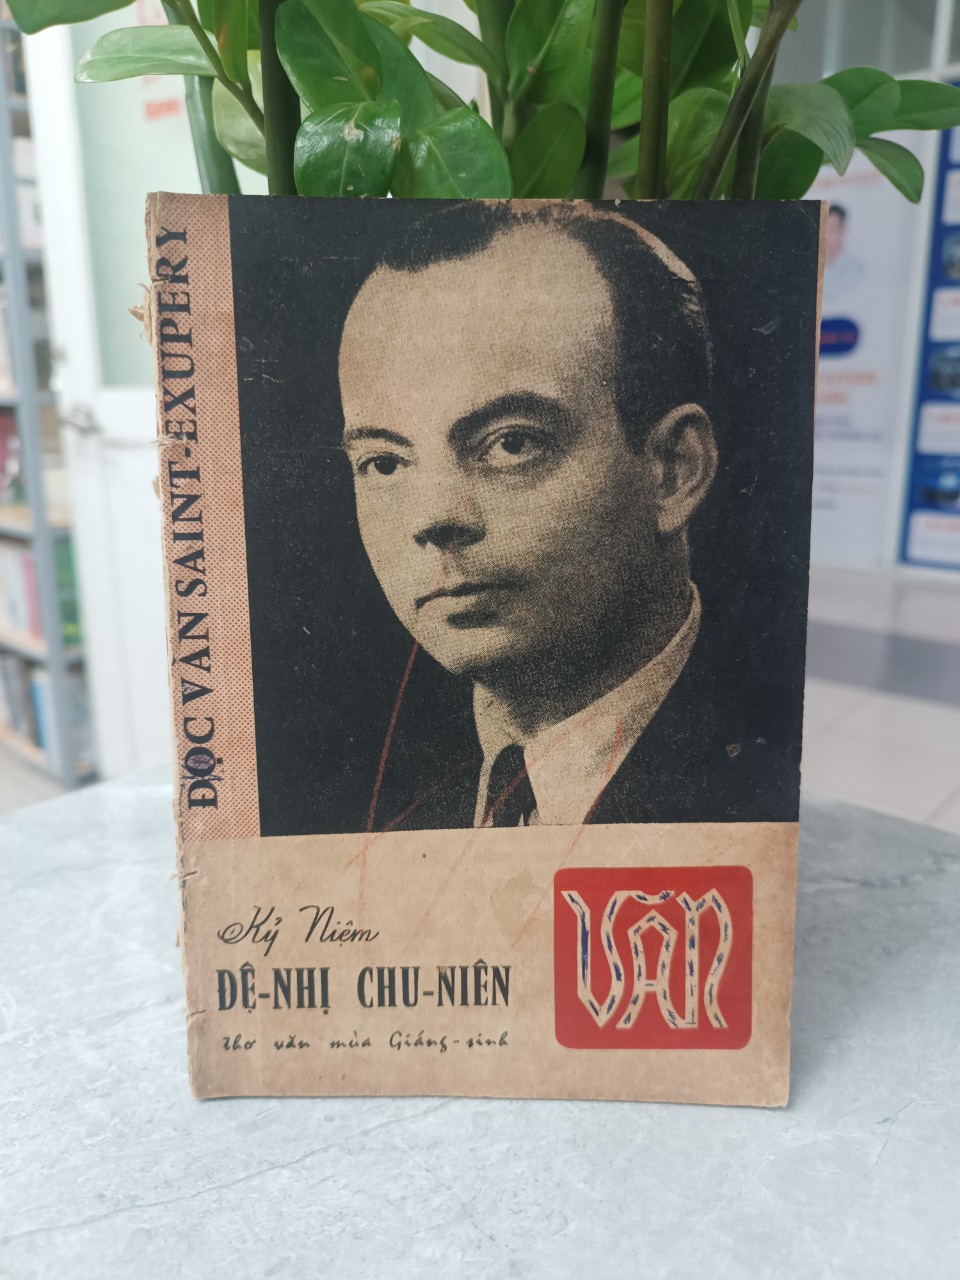 ĐỌC VĂN SAINT-EXUPERY
Kỷ Niệm
ĐỆ-NHỊ CHU-NIÊN
thơ văn mùa Giáng-sinh
VĂN